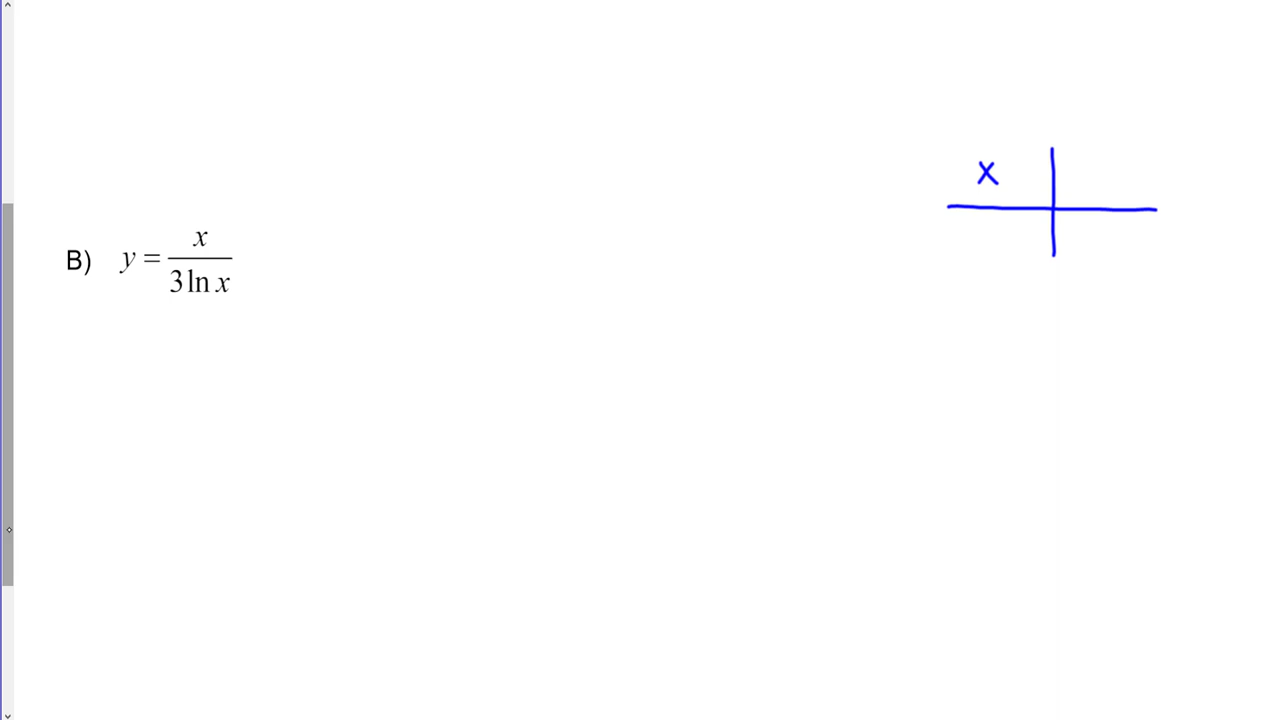 x
B) y = x / (3 ln x)